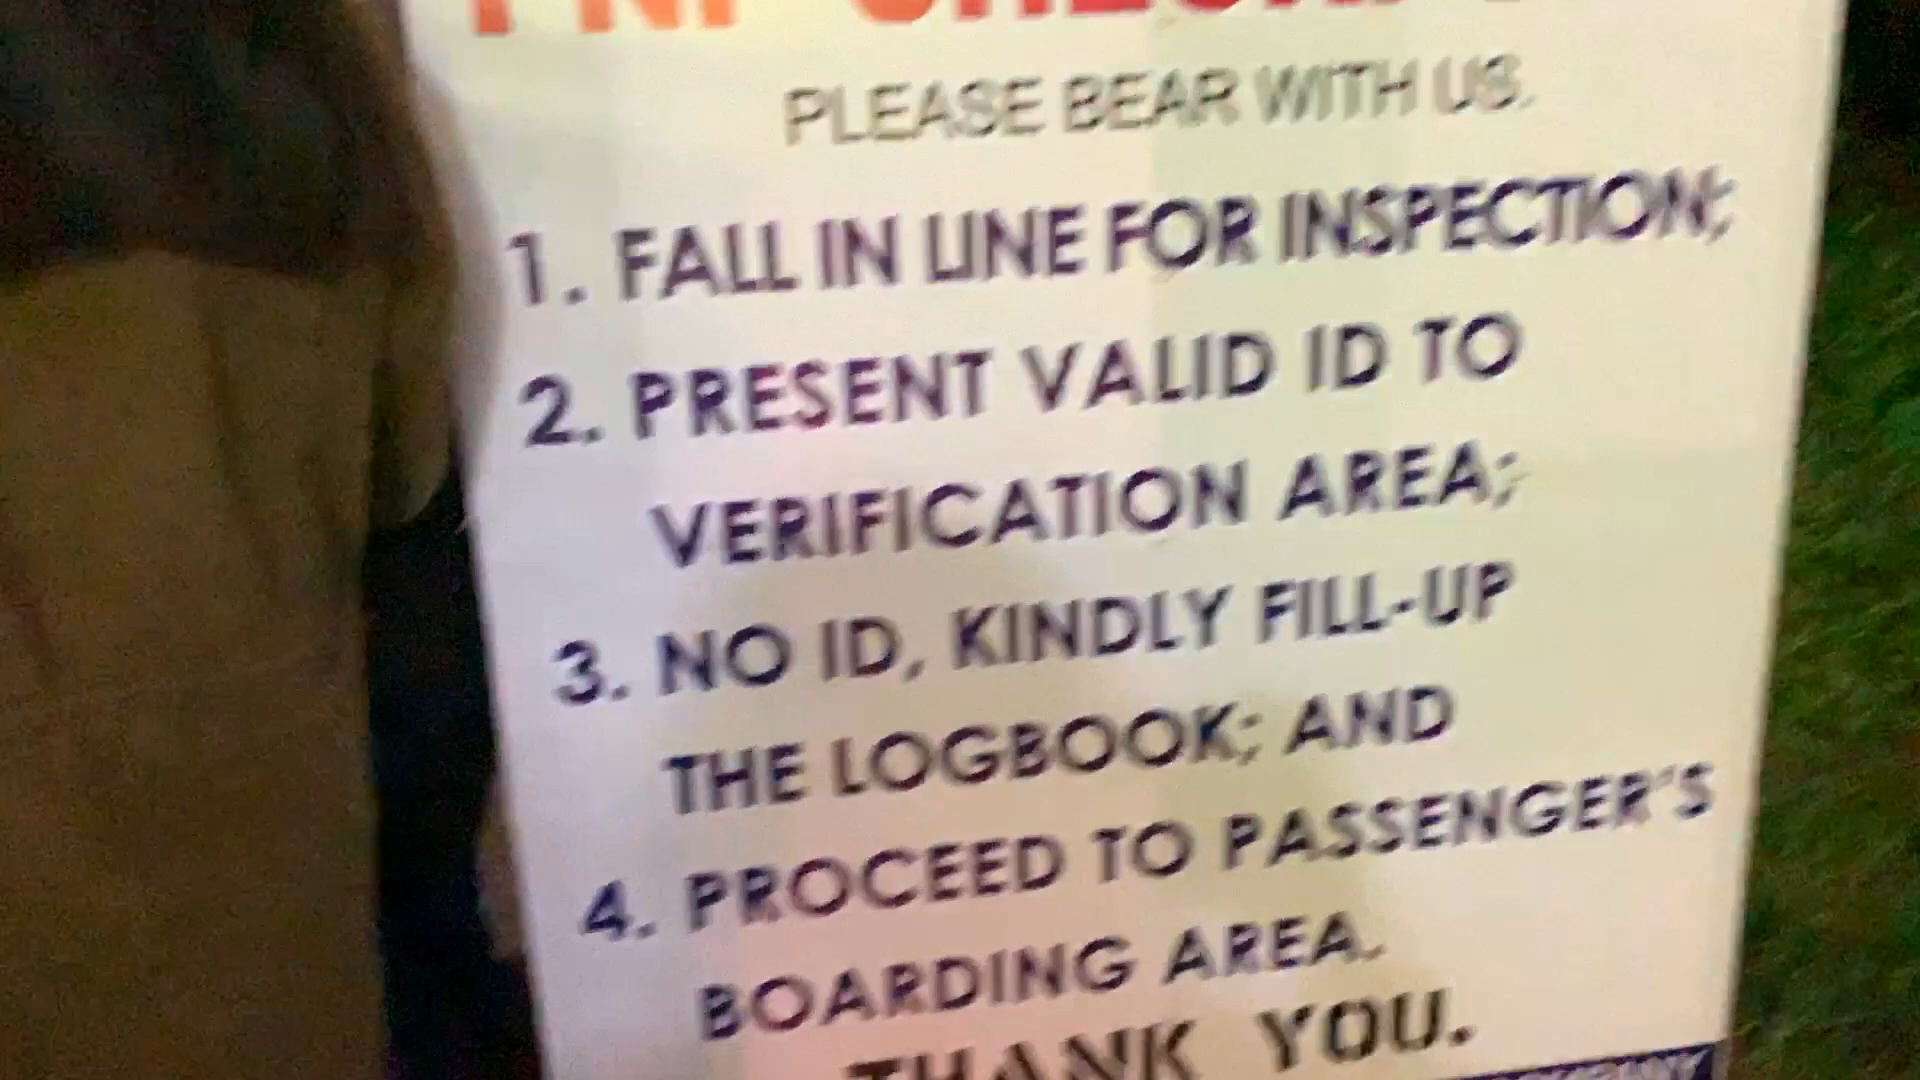 PLEASE BEAR WITH US.
1. FALL IN LINE FOR INSPECTION;
2. PRESENT VALID ID TO
VERIFICATION AREA;
3. NO ID, KINDLY FILL-UP
THE LOGBOOK; AND
4. PROCEED TO PASSENGER'S
BOARDING AREA.
THANK YOU.